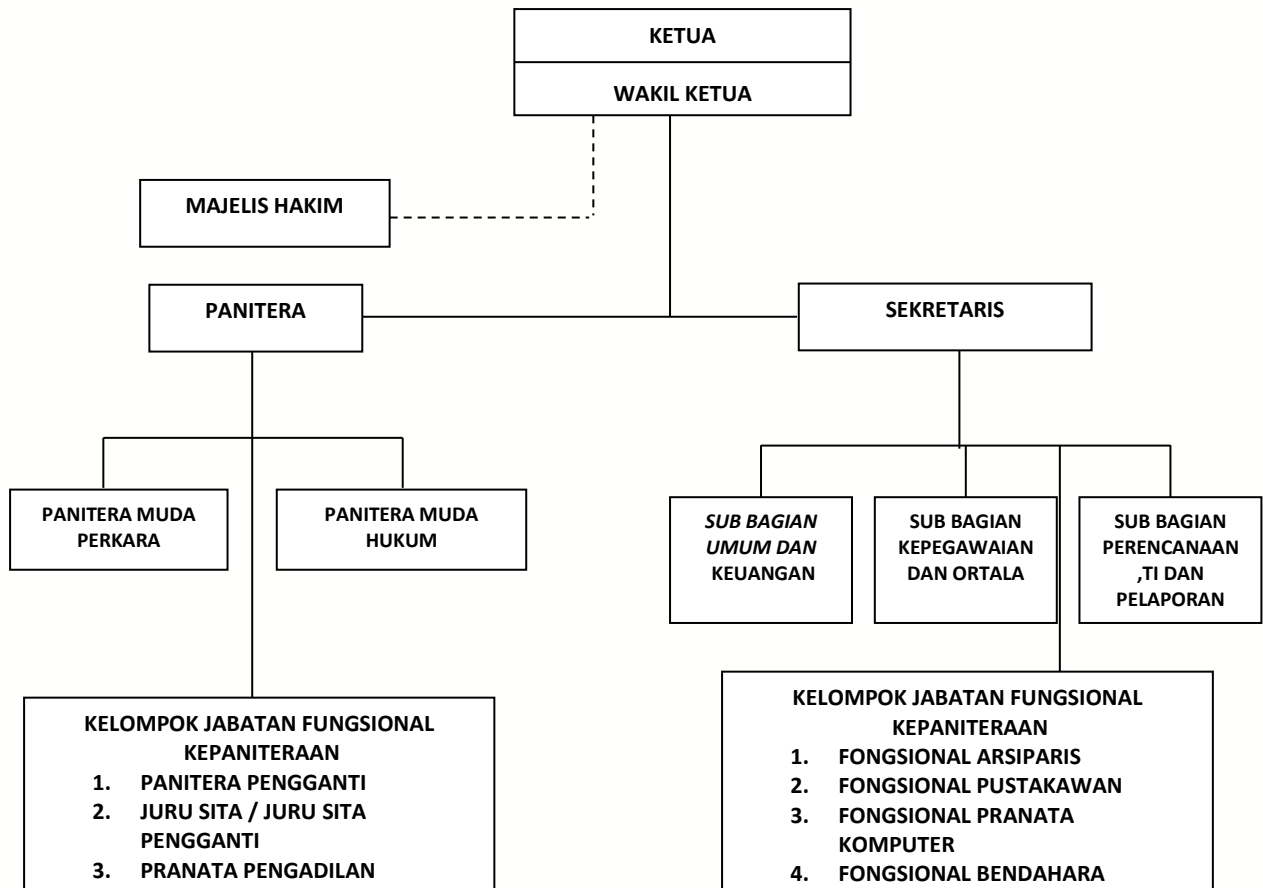 KETUA
WAKIL KETUA
MAJELIS HAKIM
PANITERA
SEKRETARIS
PANITERA MUDA
PERKARA
PANITERA MUDA
HUKUM
SUB BAGIAN
UMUM DAN
KEUANGAN
SUB BAGIAN
KEPEGAWAIAN
DAN ORTALA
SUB BAGIAN
PERENCANAAN
,TI DAN
PELAPORAN
KELOMPOK JABATAN FUNGSIONAL
KEPANITERAAN
1. PANITERA PENGGANTI
2. JURU SITA / JURU SITA
PENGGANTI
3. PRANATA PENGADILAN
KELOMPOK JABATAN FUNGSIONAL
KEPANITERAAN
1. FONGSIONAL ARSIPARIS
2. FONGSIONAL PUSTAKAWAN
3. FONGSIONAL PRANATA
KOMPUTER
4. FONGSIONAL BENDAHARA